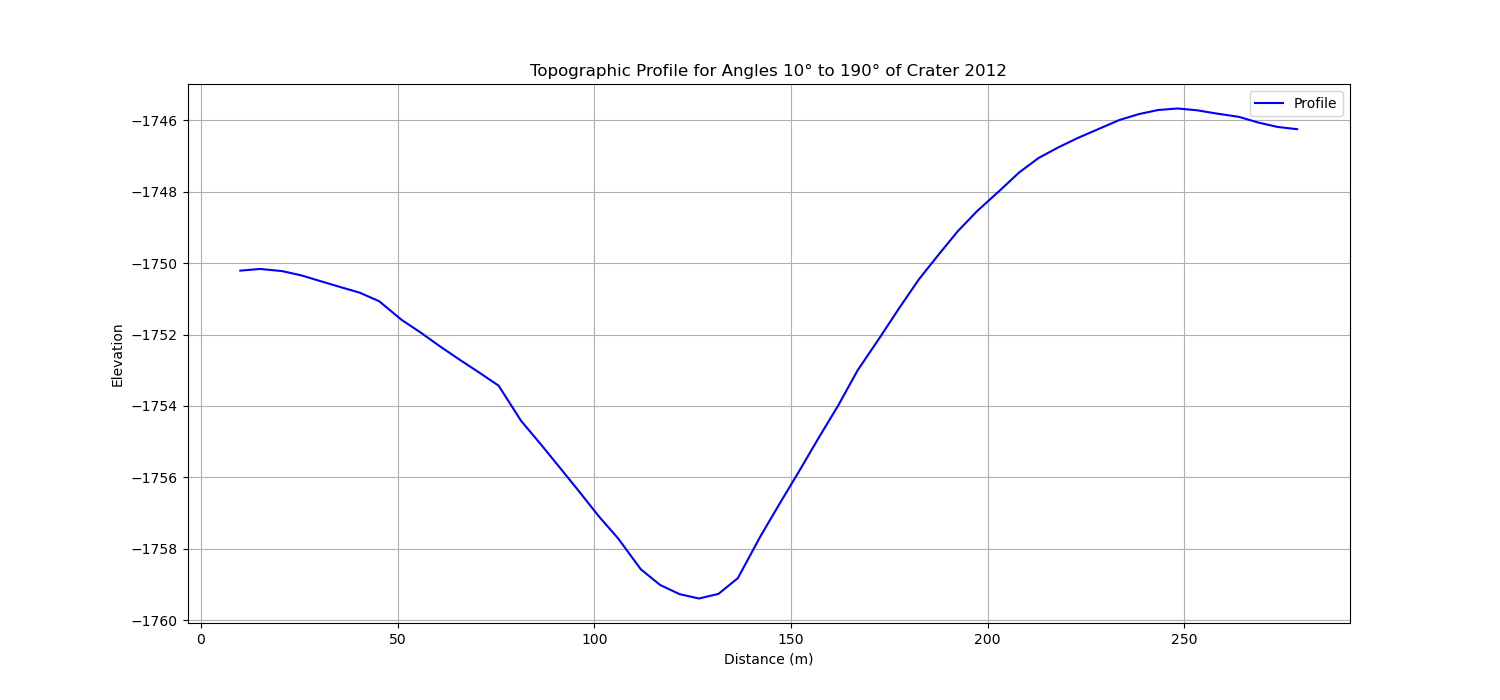 Topographic Profile for Angles 10° to 190° of Crater 2012
Profile
−1746
−1748
−1750
−1752
−1754
−1756
−1758
−1760
Elevation
0 50 100 150 200 250
Distance (m)